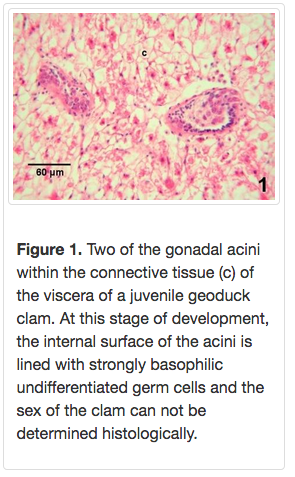 c
60 µm
1
Figure 1. Two of the gonadal acini
within the connective tissue (c) of
the viscera of a juvenile geoduck
clam. At this stage of development,
the internal surface of the acini is
lined with strongly basophilic
undifferentiated germ cells and the
sex of the clam can not be
determined histologically.